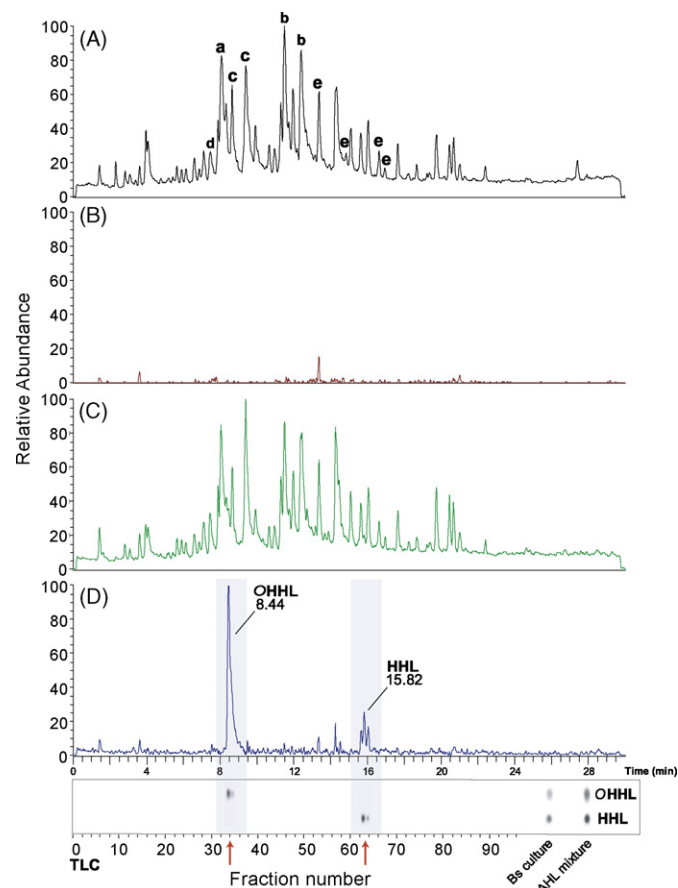 Relative Abundance
(A)
100
80
60
40
20
0
d
a
c
c
b
b
e
e
e
e
(B)
100
80
60
40
20
0
(C)
100
80
60
40
20
0
(D)
100
80
60
40
20
0
OHHL
8.44
HHL
15.82
0 4 8 12 16 20 24 28 Time (min)
OHHL
HHL
0 10 20 30 40 50 60 70 80 90
TLC
Fraction number
Bs culture
AHL mixture